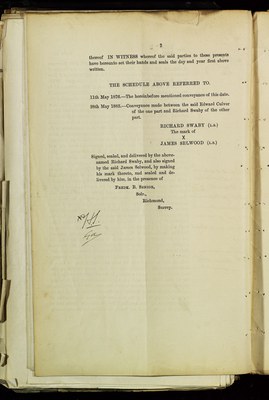 2
thereof IN WITNESS whereof the said parties to these presents
have hereunto set their hands and seals the day and year first above
written.
THE SCHEDULE ABOVE REFERRED TO.
11th May 1876.—The hereinbefore mentioned conveyance of this date.
26th May 1885.—Conveyance made between the said Edward Culver
of the one part and Richard Swaby of the other
part.
RICHARD SWABY (L.S.)
The mark of
X
JAMES SELWOOD (L.S.)
Signed, sealed, and delivered by the above-
named Richard Swaby, and also signed
by the said James Selwood, by making
his mark thereto, and sealed and de-
livered by him, in the presence of
FREDK. B. SENIOR,
Solr.,
Richmond,
Surrey.